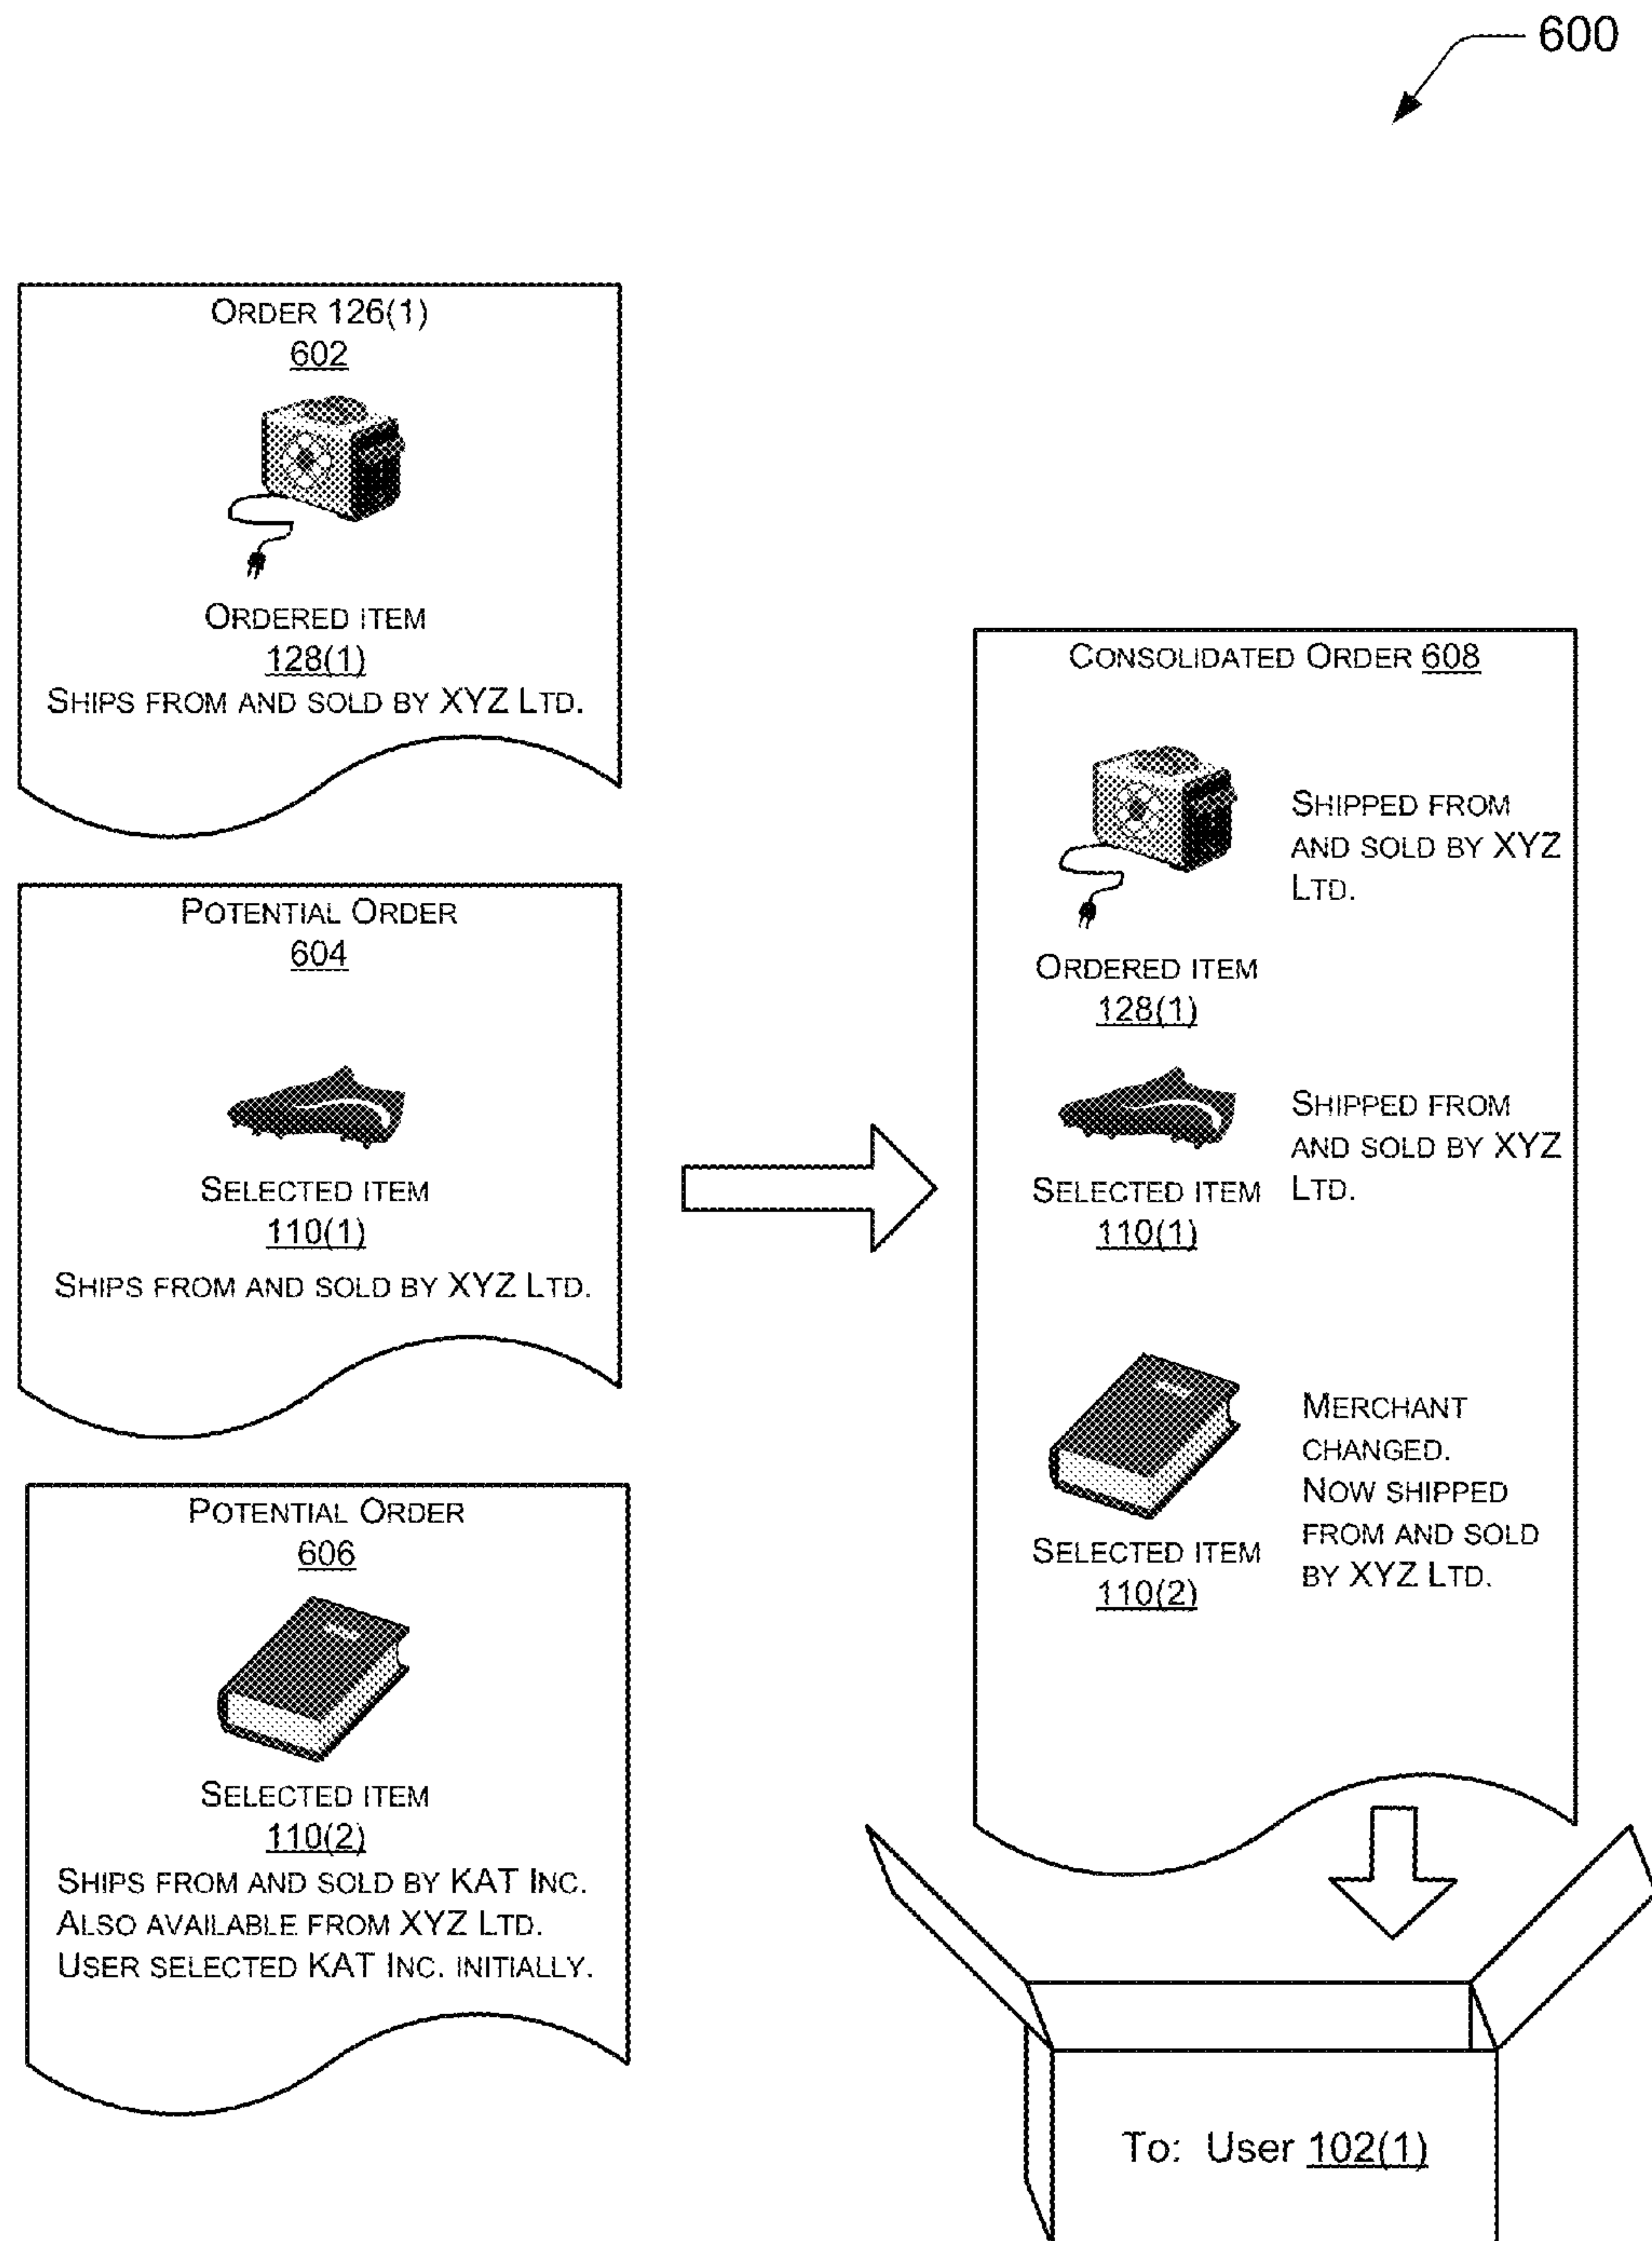 600
ORDER 126(1)
602
ORDERED ITEM
128(1)
SHIPS FROM AND SOLD BY XYZ LTD.
POTENTIAL ORDER
604
SELECTED ITEM
110(1)
SHIPS FROM AND SOLD BY XYZ LTD.
POTENTIAL ORDER
606
SELECTED ITEM
110(2)
SHIPS FROM AND SOLD BY KAT INC.
ALSO AVAILABLE FROM XYZ LTD.
USER SELECTED KAT INC. INITIALLY.
CONSOLIDATED ORDER 608
SHIPPED FROM
AND SOLD BY XYZ
LTD.
ORDERED ITEM
128(1)
SHIPPED FROM
AND SOLD BY XYZ
LTD.
SELECTED ITEM
110(1)
MERCHANT
CHANGED.
NOW SHIPPED
FROM AND SOLD
BY XYZ LTD.
SELECTED ITEM
110(2)
To: User 102(1)